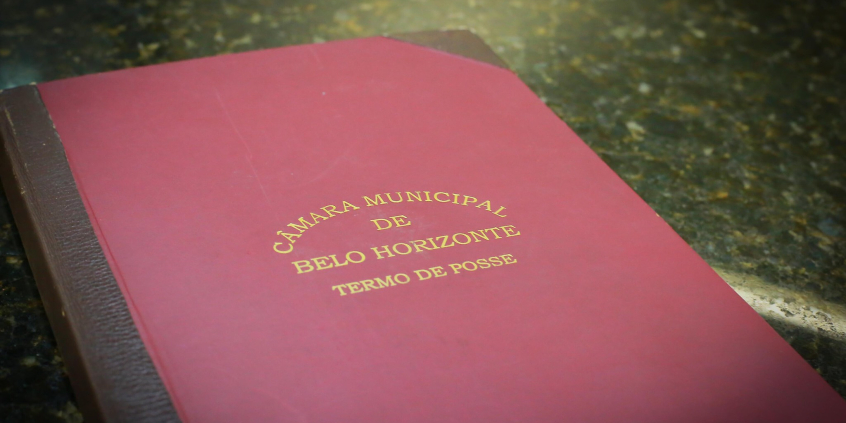 CÂMARA MUNICIPAL
DE
BELO HORIZONTE
TERMO DE POSSE